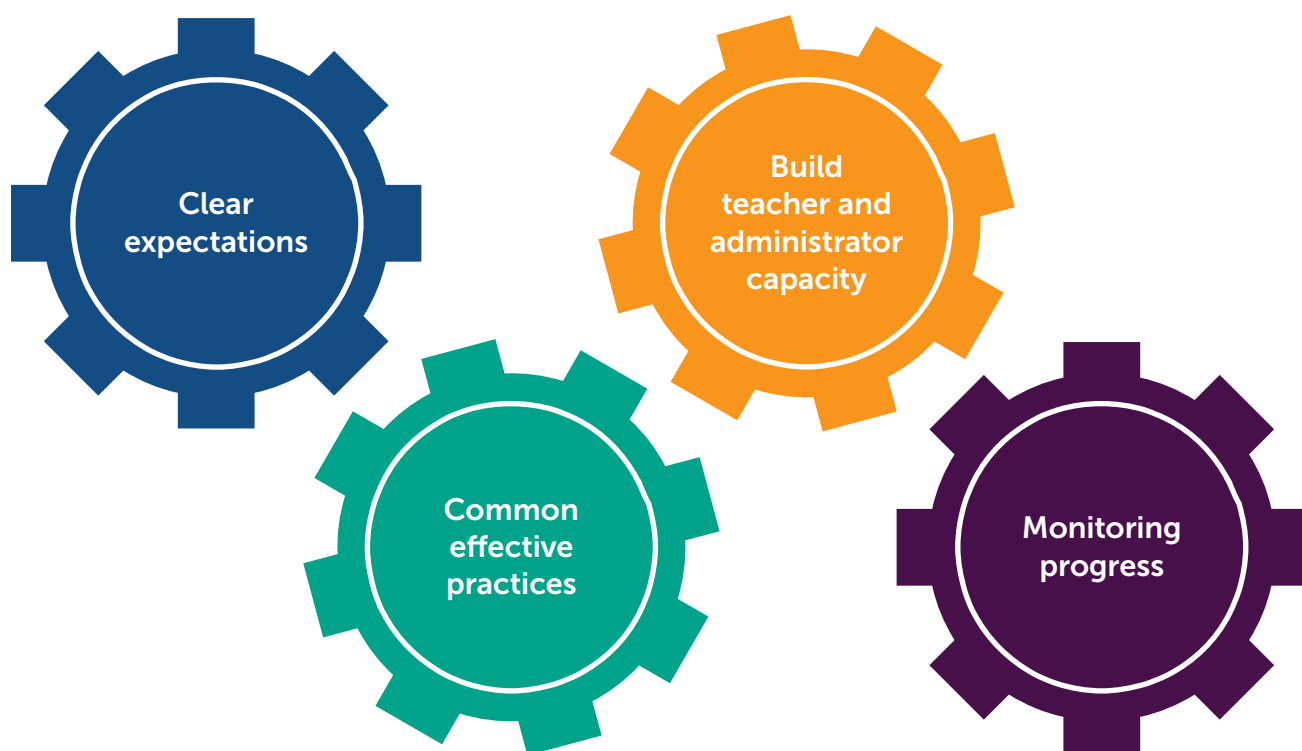 Clear
expectations
Build
teacher and
administrator
capacity
Common
effective
practices
Monitoring
progress